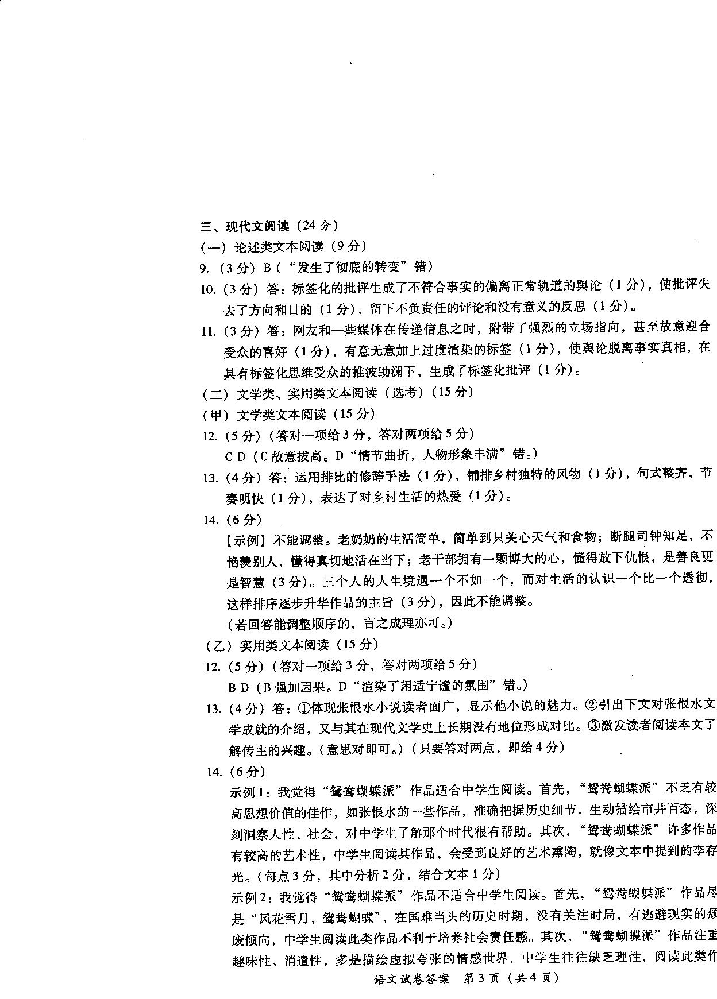 三、现代文阅读（24 分）
（一）论述类文本阅读（9 分）
9. （3 分）B（ “发生了彻底的转变” 错）
10. （3 分）答：标签化的批评生成了不符合事实的偏离正常轨道的舆论（1 分），使批评失
去了方向和目的（1 分），留下不负责任的评论和没有意义的反思（1 分）。
11. （3 分）答：网友和一些媒体在传递信息之时，附带了强烈的立场指向，甚至故意迎合
受众的喜好（1 分），有意无意加上过度渲染的标签（1 分），使舆论脱离事实真相，在
具有标签化思维受众的推波助澜下，生成了标签化批评（1 分）。
（二）文学类、实用类文本阅读（选考）（15 分）
（甲）文学类文本阅读（15 分）
12. （5 分）（答对一项给 3 分，答对两项给 5 分）
C D（C 故意拔高。D “情节曲折，人物形象丰满” 错。）
13. （4 分）答：运用排比的修辞手法（1 分），铺排乡村独特的风物（1 分），句式整齐，节
奏明快（1 分），表达了对乡村生活的热爱（1 分）。
14. （6 分）
【示例】不能调整。老奶奶的生活简单，简单到只关心天气和食物；断腿司钟知足，不
艳羡别人，懂得真切地活在当下；老干部拥有一颗博大的心，懂得放下仇恨，是善良更
是智慧（3 分）。三个人的人生境遇一个不如一个，而对生活的认识一个比一个透彻，
这样排序逐步升华作品的主旨（3 分），因此不能调整。
（若回答能调整顺序的，言之成理亦可。）
（乙）实用类文本阅读（15 分）
12. （5 分）（答对一项给 3 分，答对两项给 5 分）
B D（B 强加因果。D “渲染了闲适宁谧的氛围” 错。）
13. （4 分）答：①体现张恨水小说读者面广，显示他小说的魅力。②引出下文对张恨水文
学成就的介绍，又与其在现代文学史上长期没有地位形成对比。③激发读者阅读本文了
解传主的兴趣。（意思对即可。）（只要答对两点，即给 4 分）
14. （6 分）
示例 1：我觉得 “鸳鸯蝴蝶派” 作品适合中学生阅读。首先，“鸳鸯蝴蝶派” 不乏有较
高思想价值的佳作，如张恨水的一些作品，准确把握历史细节，生动描绘市井百态，深
刻洞察人性、社会，对中学生了解那个时代很有帮助。其次，“鸳鸯蝴蝶派” 许多作品
有较高的艺术性，中学生阅读其作品，会受到良好的艺术熏陶，就像文本中提到的李存
光。（每点 3 分，其中分析 2 分，结合文本 1 分）
示例 2：我觉得 “鸳鸯蝴蝶派” 作品不适合中学生阅读。首先，“鸳鸯蝴蝶派” 作品尽
是 “风花雪月，鸳鸯蝴蝶”，在国难当头的历史时期，没有关注时局，有逃避现实的颓
废倾向，中学生阅读此类作品不利于培养社会责任感。其次，“鸳鸯蝴蝶派” 作品注重
趣味性、消遣性，多是描绘虚拟夸张的情感世界，中学生往往缺乏理性，阅读此类作
语文试卷答案 第 3 页（共 4 页）